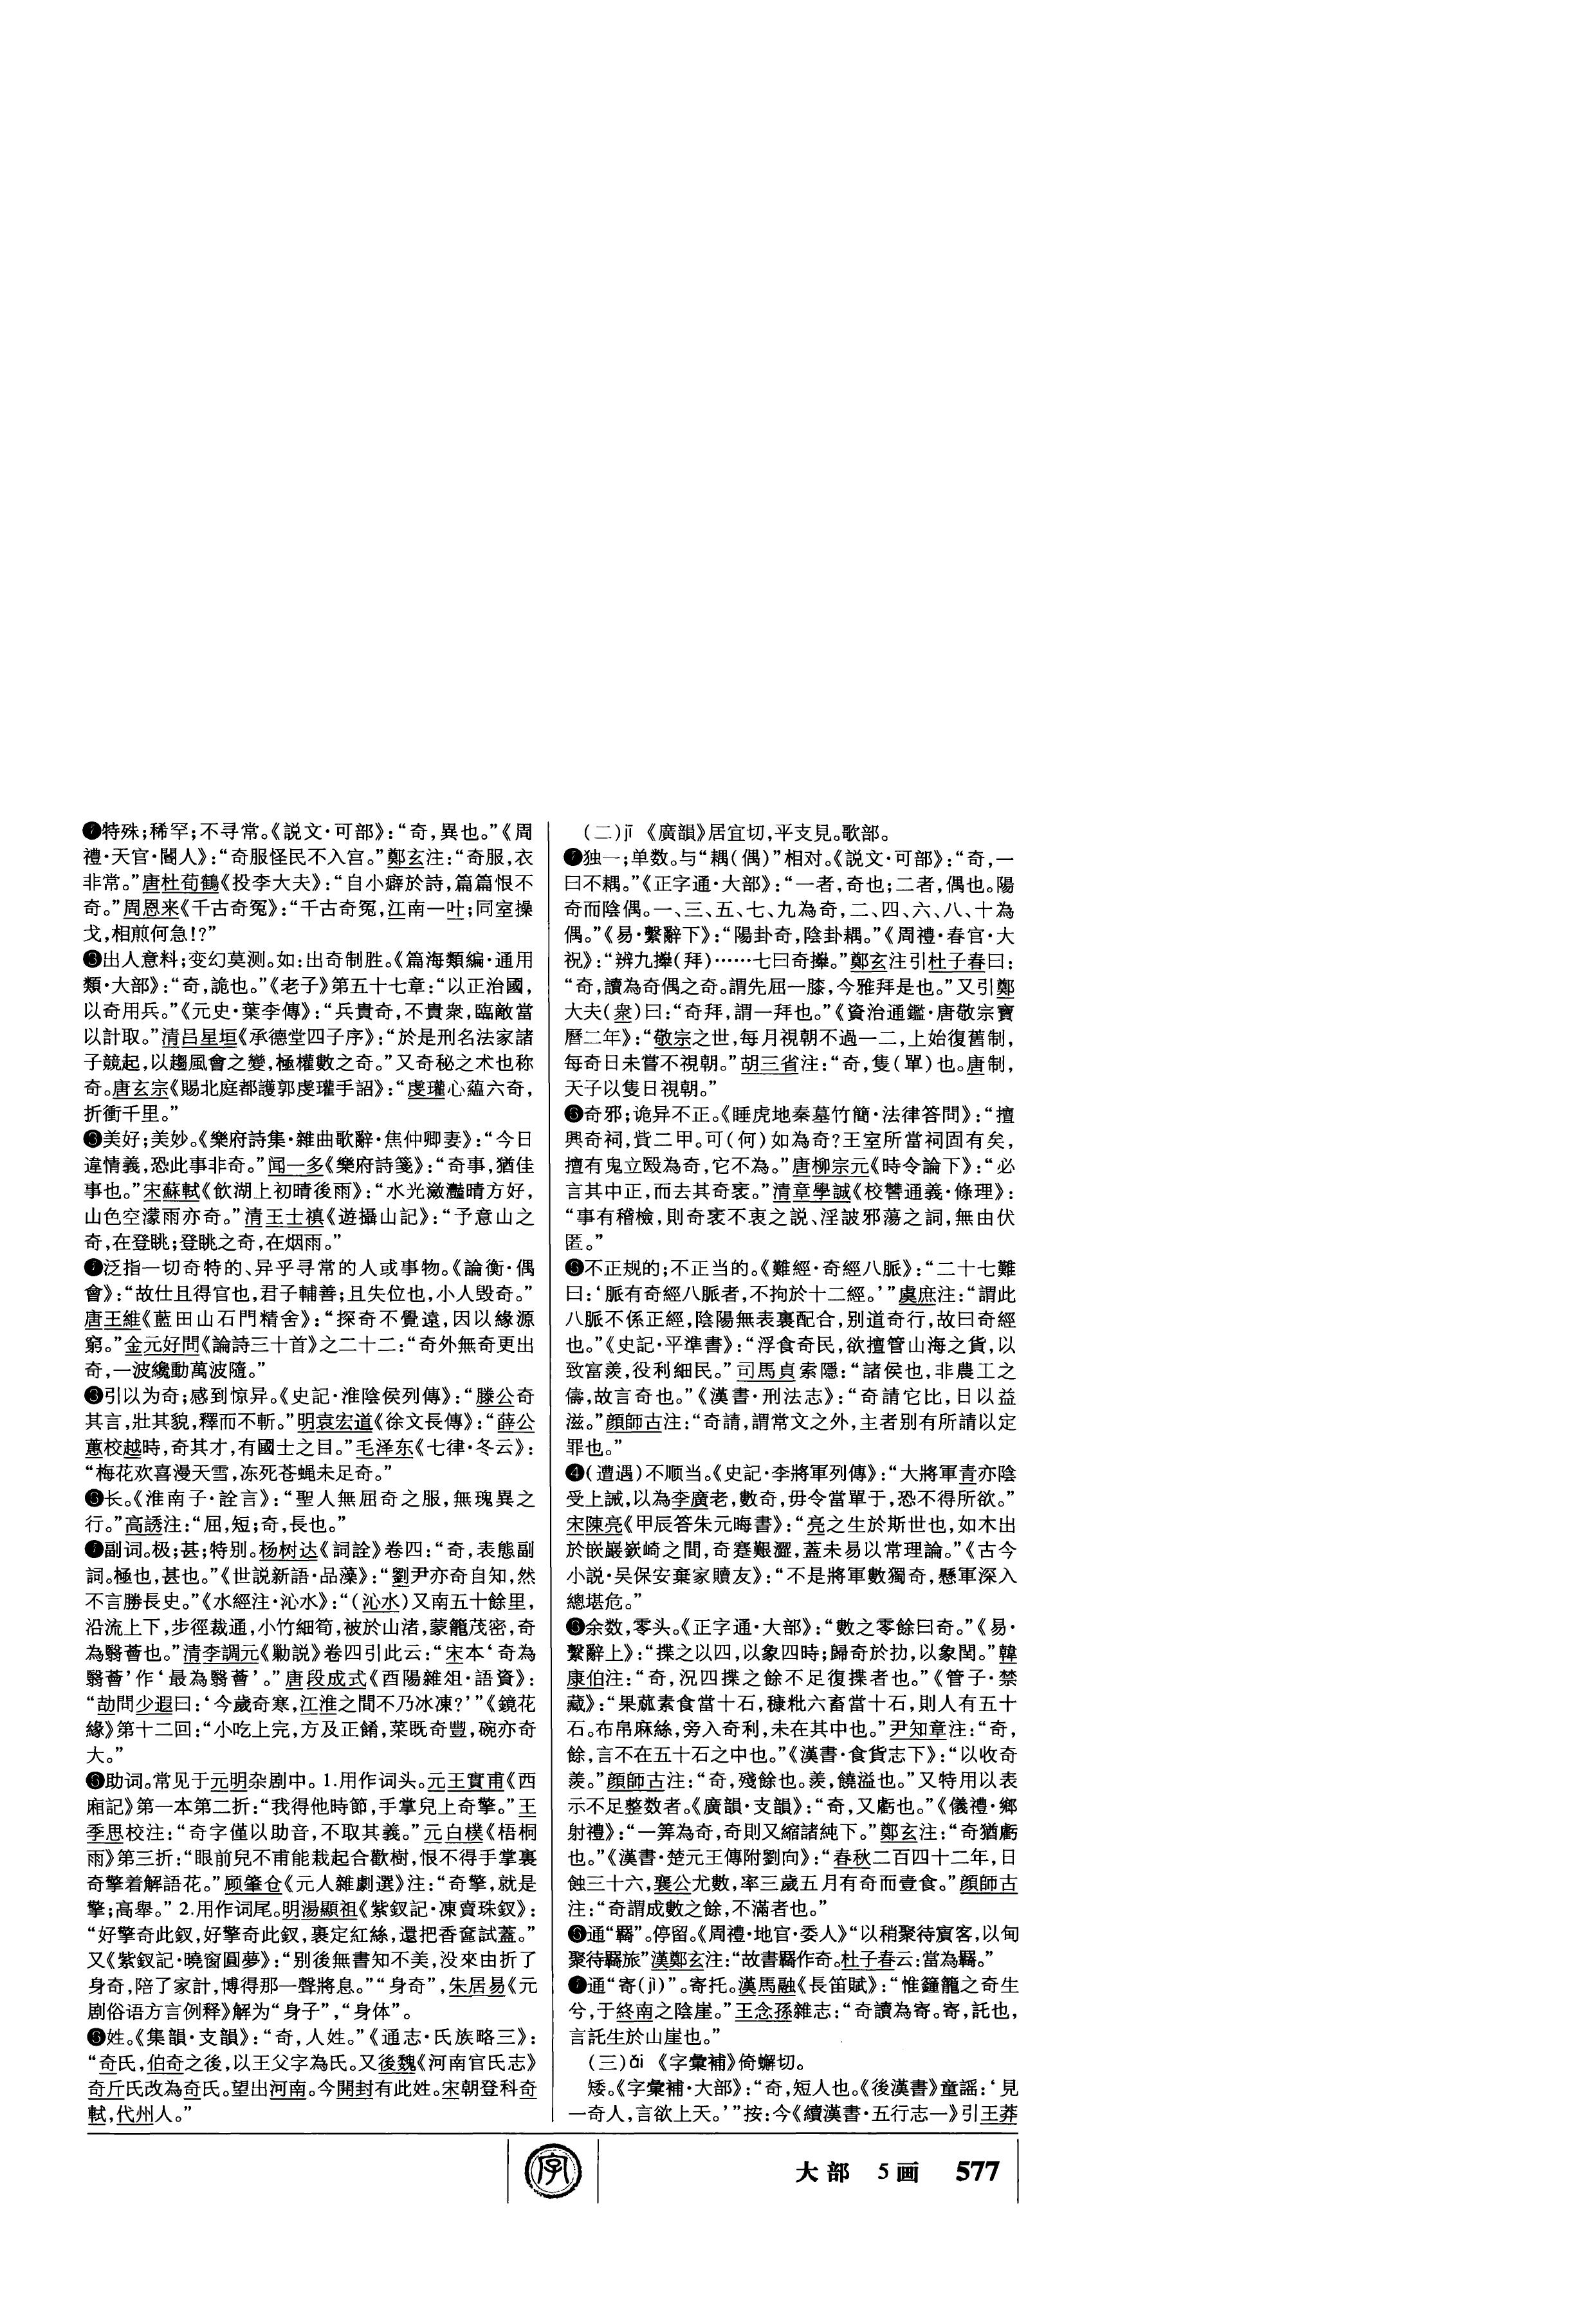 ❶特殊;稀罕;不寻常。《説文·可部》:“奇,異也。”《周
禮·天官·閽人》:“奇服怪民不入宫。”鄭玄注:“奇服,衣
非常。”唐杜荀鶴《投李大夫》:“自小癖於詩,篇篇恨不
奇。”周恩来《千古奇冤》:“千古奇冤,江南一叶;同室操
戈,相煎何急!?”
出人意料;变幻莫测。如:出奇制胜。《篇海類編·通用
類·大部》:“奇,詭也。”《老子》第五十七章:“以正治國,
以奇用兵。”《元史·葉李傳》:“兵貴奇,不貴衆,臨敵當
以計取。”清吕星垣《承德堂四子序》:“於是刑名法家諸
子競起,以趨風會之變,極權數之奇。”又奇秘之术也称
奇。唐玄宗《賜北庭都護郭虔瓘手詔》:“虔瓘心蕴六奇,
折衝千里。”
❸美好;美妙。《樂府詩集·雜曲歌辭·焦仲卿妻》:“今日
違情義,恐此事非奇。”闻一多《樂府詩箋》:“奇事,猶佳
事也。”宋蘇軾《飲湖上初晴後雨》:“水光瀲灩晴方好,
山色空濛雨亦奇。”清王士禛《遊攝山記》:“予意山之
奇,在登眺;登眺之奇,在烟雨。”
泛指一切奇特的、异乎寻常的人或事物。《論衡·偶
會》:“故仕且得官也,君子輔善;且失位也,小人毁奇。”
唐王維《藍田山石門精舍》:“探奇不覺遠,因以緣源
窮。”金元好問《論詩三十首》之二十二:“奇外無奇更出
奇,一波纔動萬波隨。”
引以为奇;感到惊异。《史記·淮陰侯列傳》:“滕公奇
其言,壯其貌,釋而不斬。”明袁宏道《徐文長傳》:“薛公
蕙校越時,奇其才,有國士之目。”毛泽东《七律·冬云》:
“梅花欢喜漫天雪,冻死苍蝇未足奇。”
长。《淮南子·詮言》:“聖人無屈奇之服,無瑰異之
行。”高誘注:“屈,短;奇,長也。”
副词。极;甚;特别。杨树达《詞詮》卷四:“奇,表態副
詞。極也,甚也。”《世説新語·品藻》:“劉尹亦奇自知,然
不言勝長史。”《水經注·沁水》:“(沁水)又南五十餘里,
沿流上下,步徑裁通,小竹細筍,被於山渚,蒙籠茂密,奇
為翳薈也。”清李調元《勦説》卷四引此云:“宋本‘奇為
翳薈’作‘最為翳薈’。”唐段成式《酉陽雜俎·語資》:
“劼問少遐曰:‘今歲奇寒,江淮之間不乃冰凍?’”《鏡花
緣》第十二回:“小吃上完,方及正餚,菜既奇豐,碗亦奇
大。”
助词。常见于元明杂剧中。1.用作词头。元王實甫《西
廂記》第一本第二折:“我得他時節,手掌兒上奇擎。”王
季思校注:“奇字僅以助音,不取其義。”元白樸《梧桐
雨》第三折:“眼前兒不甫能栽起合歡樹,恨不得手掌裏
奇擎着解語花。”顾肇仓《元人雜劇選》注:“奇擎,就是
擎;高舉。”2.用作词尾。明湯顯祖《紫釵記·凍賣珠釵》:
“好擎奇此釵,好擎奇此釵,裹定紅絲,還把香奩試蓋。”
又《紫釵記·曉窗圓夢》:“别後無書知不美,没來由折了
身奇,陪了家計,博得那一聲將息。”“身奇”,朱居易《元
剧俗语方言例释》解为“身子”,“身体”。
姓。《集韻·支韻》:“奇,人姓。”《通志·氏族略三》:
“奇氏,伯奇之後,以王父字為氏。又後魏《河南官氏志》
奇斤氏改為奇氏。望出河南。今開封有此姓。宋朝登科奇
軾,代州人。”
(二)jī 《廣韻》居宜切,平支見。歌部。
❶独一;单数。与“耦(偶)”相对。《説文·可部》:“奇,一
曰不耦。”《正字通·大部》:“一者,奇也;二者,偶也。陽
奇而陰偶。一、三、五、七、九為奇,二、四、六、八、十為
偶。”《易·繫辭下》:“陽卦奇,陰卦耦。”《周禮·春官·大
祝》:“辨九𢷎(拜)……七曰奇𢷎。”鄭玄注引杜子春曰:
“奇,讀為奇偶之奇。謂先屈一膝,今雅拜是也。”又引鄭
大夫(衆)曰:“奇拜,謂一拜也。”《資治通鑑·唐敬宗寶
曆二年》:“敬宗之世,每月視朝不過一二,上始復舊制,
每奇日未嘗不視朝。”胡三省注:“奇,隻(單)也。唐制,
天子以隻日視朝。”
奇邪;诡异不正。《睡虎地秦墓竹簡·法律答問》:“擅
興奇祠,貲二甲。可(何)如為奇?王室所當祠固有矣,
擅有鬼立殹為奇,它不為。”唐柳宗元《時令論下》:“必
言其中正,而去其奇衺。”清章學誠《校讐通義·條理》:
“事有稽檢,則奇衺不衷之説、淫詖邪蕩之詞,無由伏
匿。”
不正规的;不正当的。《難經·奇經八脈》:“二十七難
曰:‘脈有奇經八脈者,不拘於十二經。’”虞庶注:“謂此
八脈不係正經,陰陽無表裏配合,别道奇行,故曰奇經
也。”《史記·平準書》:“浮食奇民,欲擅管山海之貨,以
致富羨,役利細民。”司馬貞索隱:“諸侯也,非農工之
儔,故言奇也。”《漢書·刑法志》:“奇請它比,日以益
滋。”顔師古注:“奇請,謂常文之外,主者别有所請以定
罪也。”
❹(遭遇)不顺当。《史記·李將軍列傳》:“大將軍青亦陰
受上誡,以為李廣老,數奇,毋令當單于,恐不得所欲。”
宋陳亮《甲辰答朱元晦書》:“亮之生於斯世也,如木出
於嵌巖嶔崎之間,奇蹇艱澀,蓋未易以常理論。”《古今
小説·吴保安棄家贖友》:“不是將軍數獨奇,懸軍深入
總堪危。”
余数,零头。《正字通·大部》:“數之零餘曰奇。”《易·
繫辭上》:“揲之以四,以象四時;歸奇於扐,以象閏。”韓
康伯注:“奇,況四揲之餘不足復揲者也。”《管子·禁
藏》:“果蓏素食當十石,糠粃六畜當十石,則人有五十
石。布帛麻絲,旁入奇利,未在其中也。”尹知章注:“奇,
餘,言不在五十石之中也。”《漢書·食貨志下》:“以收奇
羨。”顔師古注:“奇,殘餘也。羨,饒溢也。”又特用以表
示不足整数者。《廣韻·支韻》:“奇,又虧也。”《儀禮·鄉
射禮》:“一筭為奇,奇則又縮諸純下。”鄭玄注:“奇猶虧
也。”《漢書·楚元王傳附劉向》:“春秋二百四十二年,日
蝕三十六,襄公尤數,率三歲五月有奇而壹食。”顔師古
注:“奇謂成數之餘,不滿者也。”
通“羇”。停留。《周禮·地官·委人》“以稍聚待賓客,以甸
聚待羇旅”漢鄭玄注:“故書羇作奇。杜子春云:當為羇。”
通“寄(jì)”。寄托。漢馬融《長笛賦》:“惟籦籠之奇生
兮,于終南之陰崖。”王念孫雜志:“奇讀為寄。寄,託也,
言託生於山崖也。”
(三)ǎi 《字彙補》倚蠏切。
矮。《字彙補·大部》:“奇,短人也。《後漢書》童謡:‘見
一奇人,言欲上天。’”按:今《續漢書·五行志一》引王莽
字
大部 5画 577